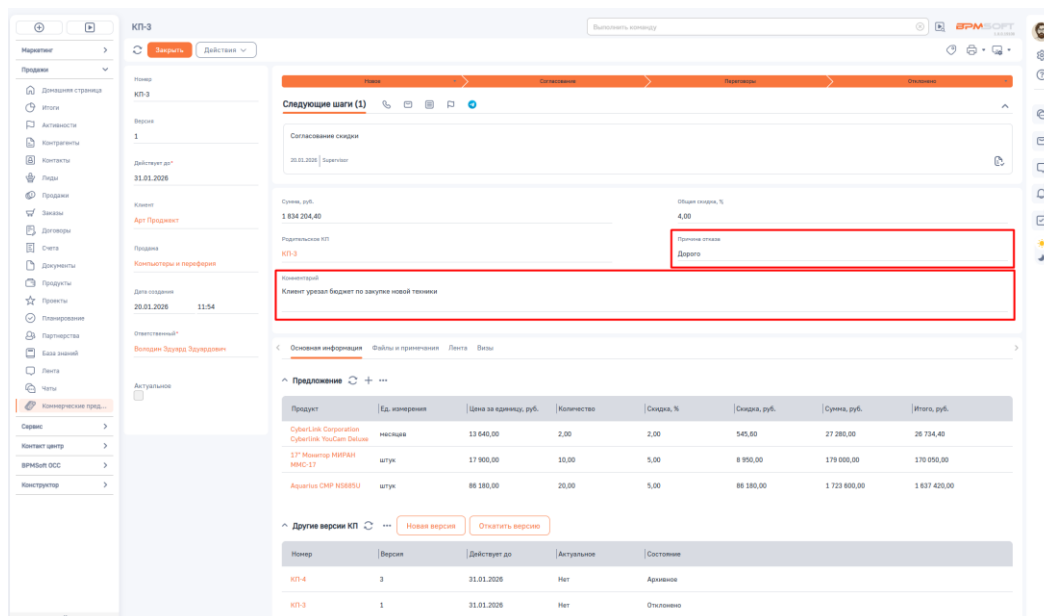 КП-3
Выполнить команду
BPMSOFT
Закрыть
Действия
Маркетинг
Продажи
Домашняя страница
Итоги
Активности
Контрагенты
Контакты
Лиды
Продажи
Заказы
Договоры
Счета
Документы
Продукты
Проекты
Планирование
Партнерства
База знаний
Лента
Чаты
Коммерческие пред...
Сервис
Контакт центр
BPMSoft OCC
Конструктор
Номер
КП-3
Версия
1
Действует до*
31.01.2026
Клиент
Арт Проджект
Продажа
Компьютеры и переферия
Дата создания
20.01.2026 11:54
Ответственный*
Володин Эдуард Эдуардович
Актуальное
Новое
Согласование
Переговоры
Отклонено
Следующие шаги (1)
Согласование скидки
20.01.2026 Supervisor
Сумма, руб.
1 834 204,40
Общая скидка, %
4,00
Родительское КП
КП-3
Причина отказа
Дорого
Комментарий
Клиент урезал бюджет по закупке новой техники
Основная информация Файлы и примечания Лента Визы
Предложение
Продукт Ед. измерения Цена за единицу, руб. Количество Скидка, % Скидка, руб. Сумма, руб. Итого, руб.
CyberLink Corporation
Cyberlink YouCam Deluxe месяцев 13 640,00 2,00 2,00 545,60 27 280,00 26 734,40
17" Монитор МИРАН
ММС-17 штук 17 900,00 10,00 5,00 8 950,00 179 000,00 170 050,00
Aquarius CMP NS685U штук 86 180,00 20,00 5,00 86 180,00 1 723 600,00 1 637 420,00
Другие версии КП Новая версия Откатить версию
Номер Версия Действует до Актуальное Состояние
КП-4 3 31.01.2026 Нет Архивное
КП-3 1 31.01.2026 Нет Отклонено